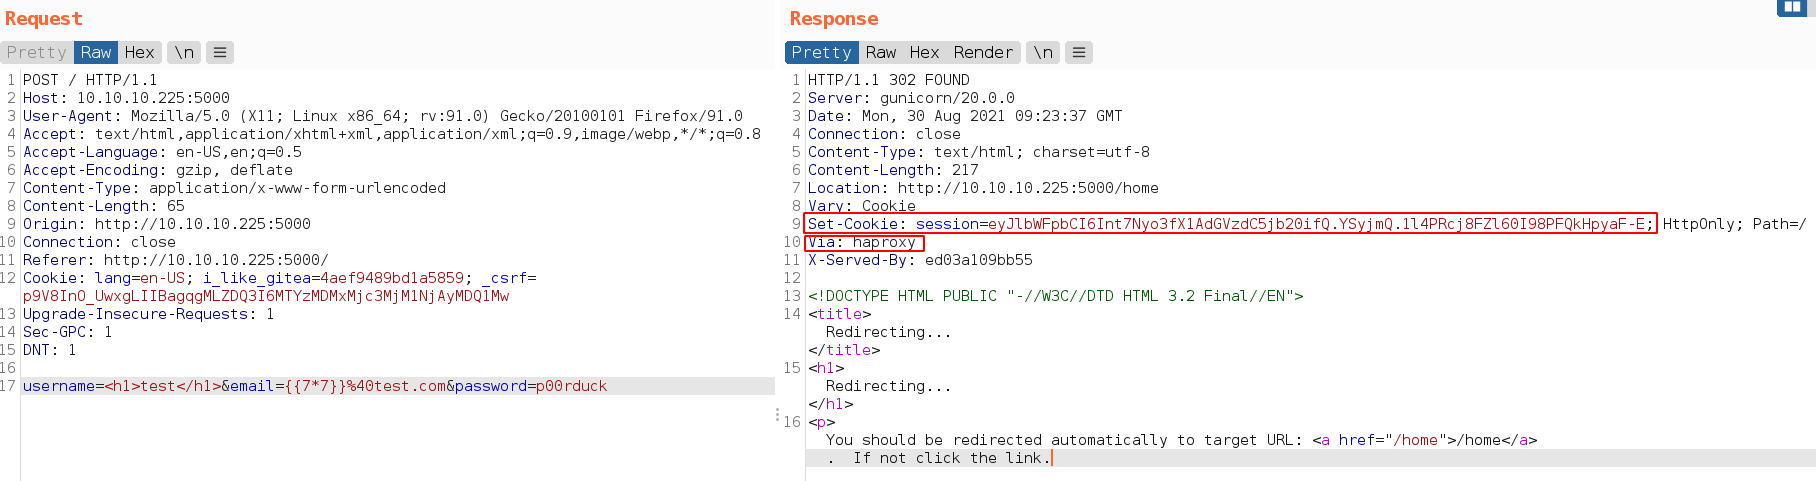 Request
Pretty Raw Hex \n ≡
1 POST / HTTP/1.1
2 Host: 10.10.10.225:5000
3 User-Agent: Mozilla/5.0 (X11; Linux x86_64; rv:91.0) Gecko/20100101 Firefox/91.0
4 Accept: text/html,application/xhtml+xml,application/xml;q=0.9,image/webp,*/*;q=0.8
5 Accept-Language: en-US,en;q=0.5
6 Accept-Encoding: gzip, deflate
7 Content-Type: application/x-www-form-urlencoded
8 Content-Length: 65
9 Origin: http://10.10.10.225:5000
10 Connection: close
11 Referer: http://10.10.10.225:5000/
12 Cookie: lang=en-US; i_like_gitea=4aef9489bd1a5859; _csrf=
p9V8InO_UwxgLIIBagqgMLZDQ3I6MTYzMDMxMjc3MjM1NjAyMDQ1Mw
13 Upgrade-Insecure-Requests: 1
14 Sec-GPC: 1
15 DNT: 1
16
17 username=<h1>test</h1>&email={{7*7}}%40test.com&password=p00rduck
Response
Pretty Raw Hex Render \n ≡
1 HTTP/1.1 302 FOUND
2 Server: gunicorn/20.0.0
3 Date: Mon, 30 Aug 2021 09:23:37 GMT
4 Connection: close
5 Content-Type: text/html; charset=utf-8
6 Content-Length: 217
7 Location: http://10.10.10.225:5000/home
8 Vary: Cookie
9 Set-Cookie: session=eyJlbWFpbCI6Int7Nyo3fX1AdGVzdC5jb20ifQ.YSyjmQ.1l4PRcj8FZl60I98PFQkHpyaF-E; HttpOnly; Path=/
10 Via: haproxy
11 X-Served-By: ed03a109bb55
12
13 <!DOCTYPE HTML PUBLIC "-//W3C//DTD HTML 3.2 Final//EN">
14 <title>
Redirecting...
</title>
15 <h1>
Redirecting...
</h1>
16 <p>
You should be redirected automatically to target URL: <a href="/home">/home</a>
.  If not click the link.